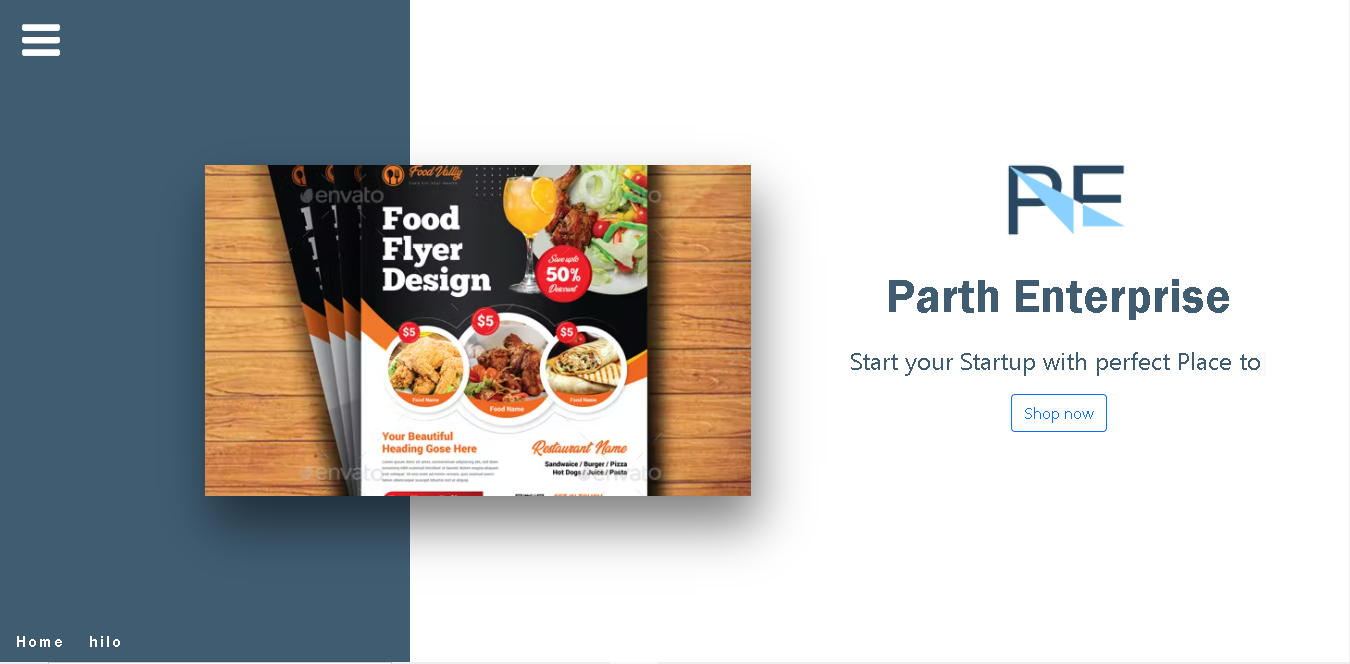 Food Valliy
envato
Food
Flyer
Design
Save upto
50%
Discount
$5
$5
$5
Food Name
Food Name
Food Name
Your Beautiful
Heading Gose Here
Restaurant Name
Sandwaice / Burger / Pizza
Hot Dogs / Juice / Pasta
envato
PE
Parth Enterprise
Start your Startup with perfect Place to
Shop now
Home hilo